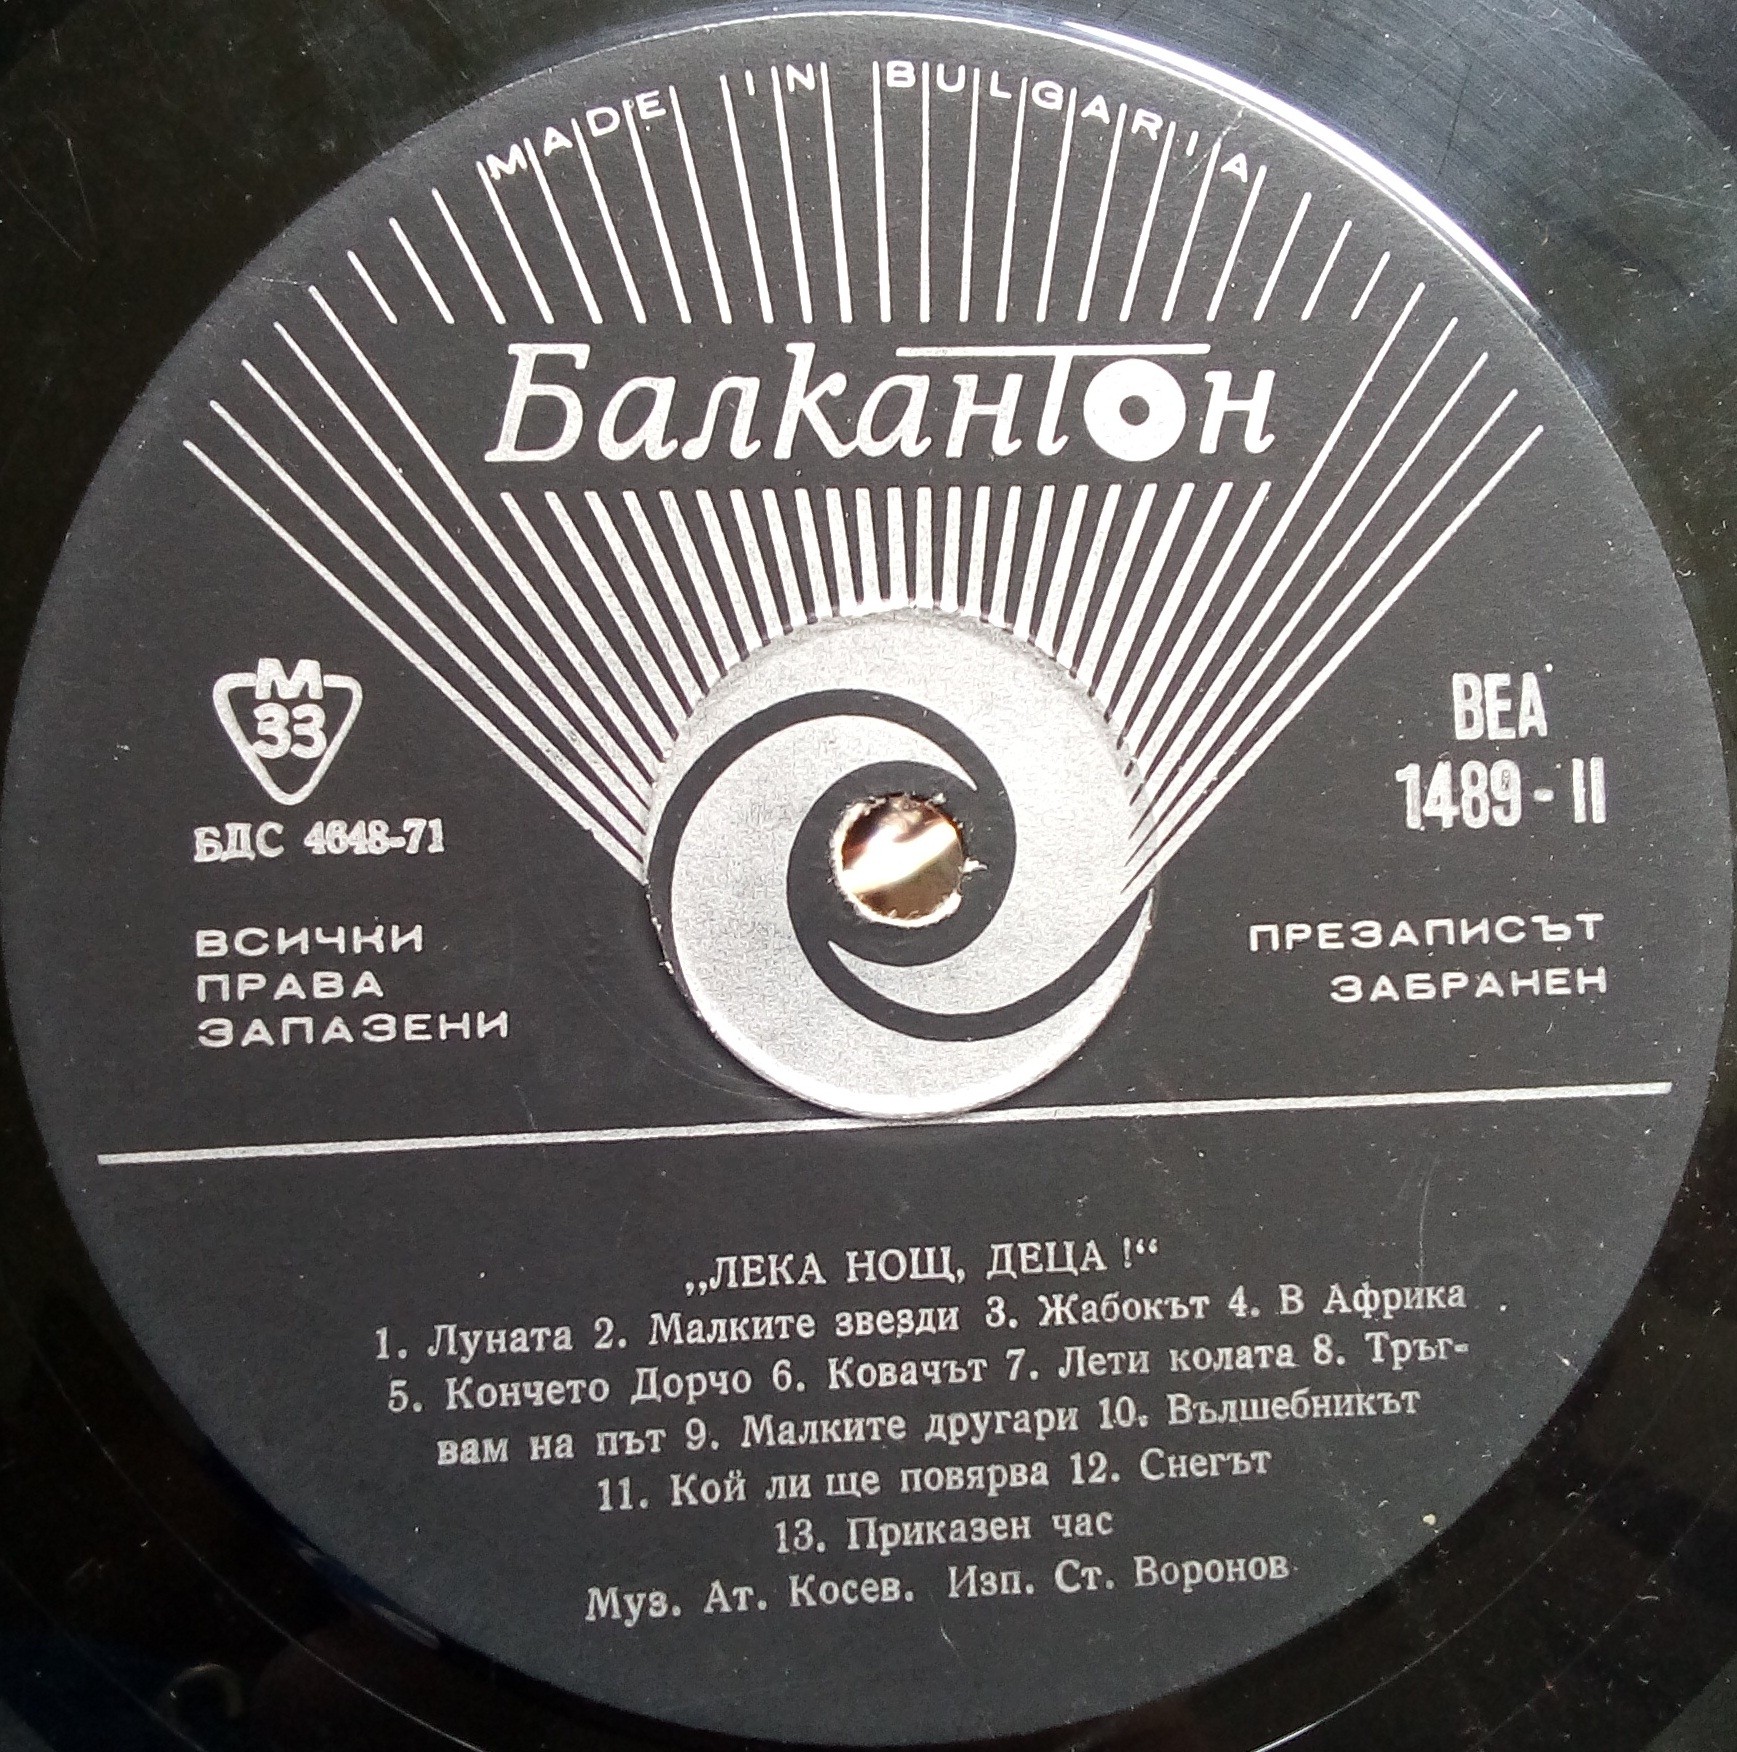 MADE IN BULGARIA
Балкантон
М
33
БДС 4648-71
ВЕА
1489-II
ВСИЧКИ
ПРАВА
ЗАПАЗЕНИ
ПРЕЗАПИСЪТ
ЗАБРАНЕН
„ЛЕКА НОЩ, ДЕЦА !“
1. Луната 2. Малките звезди 3. Жабокът 4. В Африка
5. Кончето Дорчо 6. Ковачът 7. Лети колата 8. Тръг-
вам на път 9. Малките другари 10. Вълшебникът
11. Кой ли ще повярва 12. Снегът
13. Приказен час
Муз. Ат. Косев. Изп. Ст. Воронов